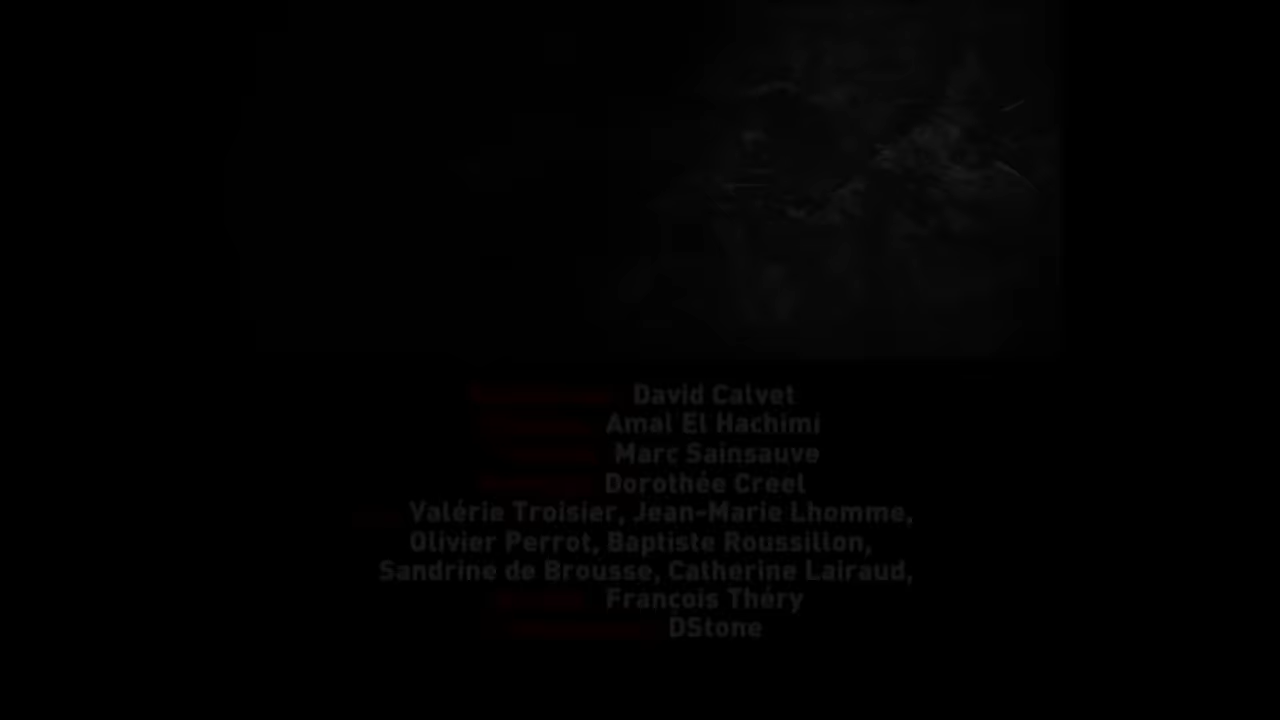 David Calvet
Amal El Hachimi
Marc Sainsauve
Dorothée Creel
Valérie Troisier, Jean-Marie Lhomme,
Olivier Perrot, Baptiste Roussillon,
Sandrine de Brousse, Catherine Lairaud,
François Théry
DStone